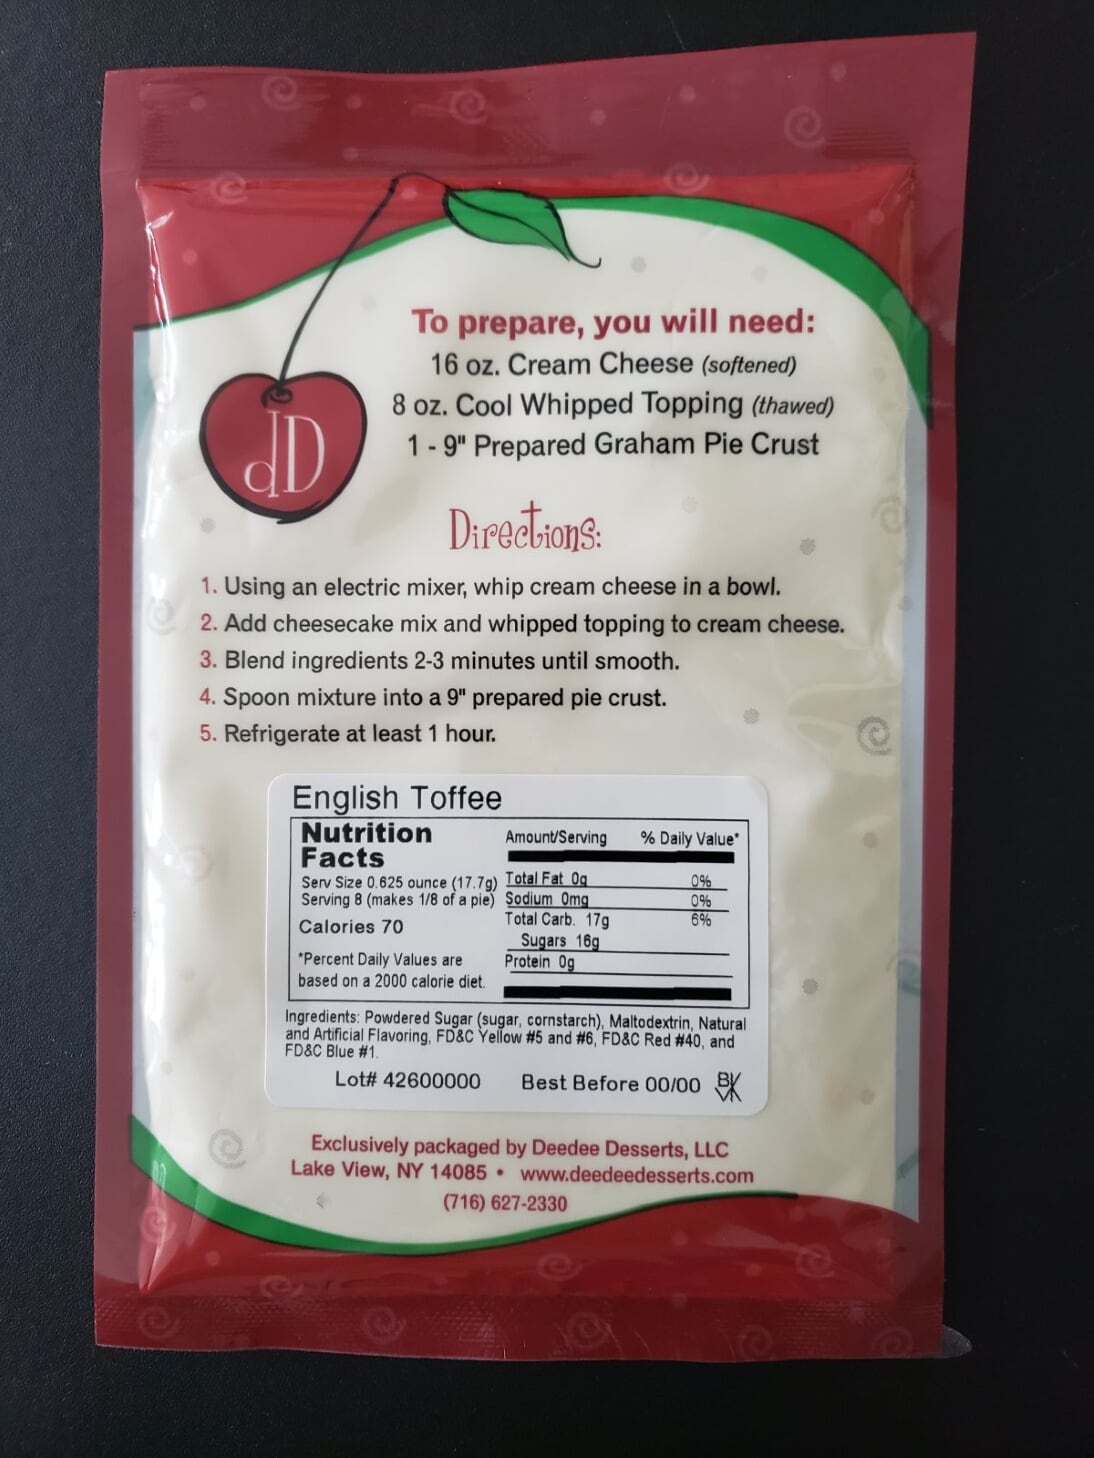 To prepare, you will need:
16 oz. Cream Cheese (softened)
8 oz. Cool Whipped Topping (thawed)
1 - 9" Prepared Graham Pie Crust
dD
Directions:
1. Using an electric mixer, whip cream cheese in a bowl.
2. Add cheesecake mix and whipped topping to cream cheese.
3. Blend ingredients 2-3 minutes until smooth.
4. Spoon mixture into a 9" prepared pie crust.
5. Refrigerate at least 1 hour.
English Toffee
Nutrition
Facts
Serv Size 0.625 ounce (17.7g)
Serving 8 (makes 1/8 of a pie)
Calories 70
*Percent Daily Values are
based on a 2000 calorie diet.
Amount/Serving % Daily Value*
Total Fat 0g 0%
Sodium 0mg 0%
Total Carb. 17g 6%
Sugars 16g
Protein 0g
Ingredients: Powdered Sugar (sugar, cornstarch), Maltodextrin, Natural
and Artificial Flavoring, FD&C Yellow #5 and #6, FD&C Red #40, and
FD&C Blue #1.
Lot# 42600000 Best Before 00/00
Exclusively packaged by Deedee Desserts, LLC
Lake View, NY 14085 • www.deedeedesserts.com
(716) 627-2330